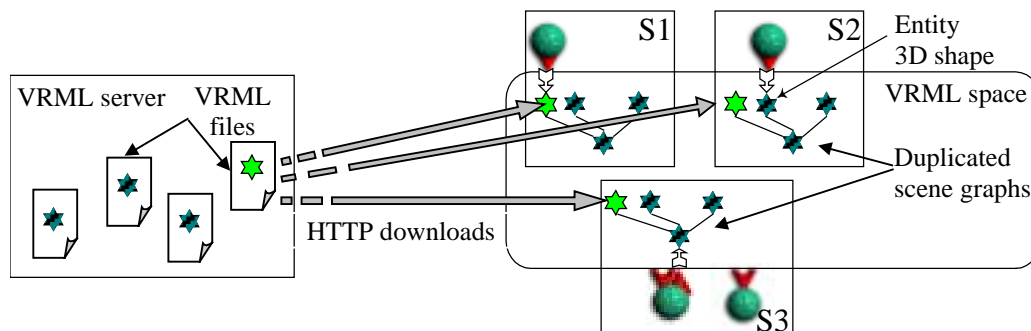 S1
S2
Entity
3D shape
VRML server
VRML
files
VRML space
Duplicated
scene graphs
HTTP downloads
S3